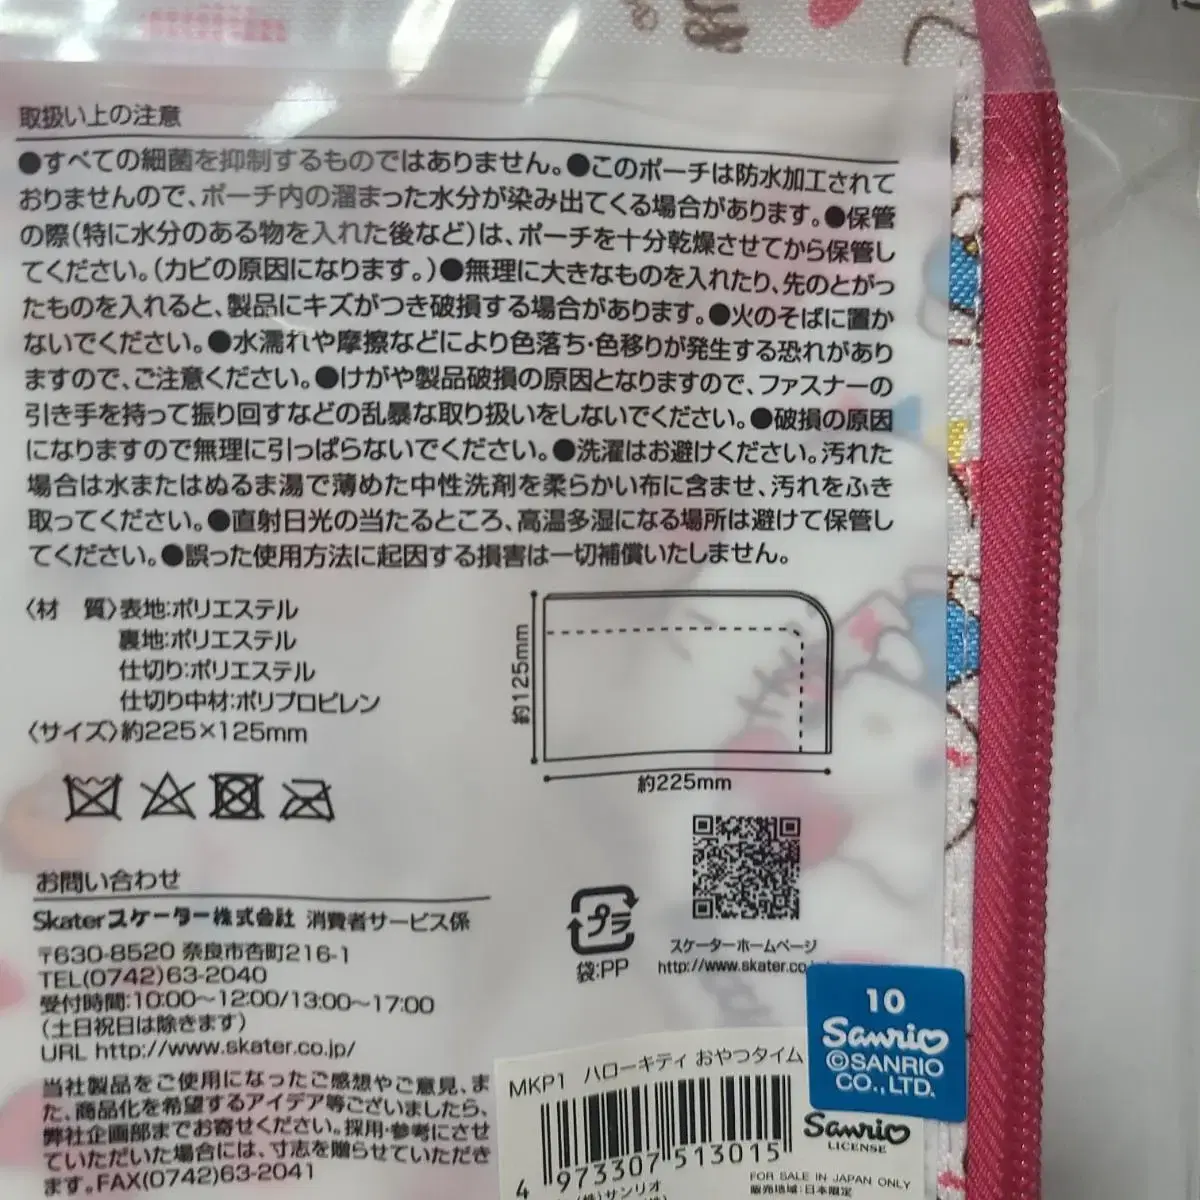 取扱い上の注意
●すべての細菌を抑制するものではありません。●このポーチは防水加工されて
おりませんので、ポーチ内の溜まった水分が染み出てくる場合があります。●保管
の際(特に水分のある物を入れた後など)は、ポーチを十分乾燥させてから保管し
てください。(カビの原因になります。)●無理に大きなものを入れたり、先のとがっ
たものを入れると、製品にキズがつき破損する場合があります。●火のそばに置か
ないでください。●水濡れや摩擦などにより色落ち・色移りが発生する恐れがあり
ますので、ご注意ください。●けがや製品破損の原因となりますので、ファスナーの
引き手を持って振り回すなどの乱暴な取り扱いをしないでください。●破損の原因
になりますので無理に引っぱらないでください。●洗濯はお避けください。汚れた
場合は水またはぬるま湯で薄めた中性洗剤を柔らかい布に含ませ、汚れをふき
取ってください。●直射日光の当たるところ、高温多湿になる場所は避けて保管し
てください。●誤った使用方法に起因する損害は一切補償いたしません。
〈材　質〉表地:ポリエステル
裏地:ポリエステル
仕切り:ポリエステル
仕切り中材:ポリプロピレン
〈サイズ〉約225×125mm
約125mm
約225mm
お問い合わせ
Skaterスケーター株式会社 消費者サービス係
〒630-8520 奈良市杏町216-1
TEL(0742)63-2040
受付時間:10:00〜12:00/13:00〜17:00
(土日祝日は除きます)
URL http://www.skater.co.jp/
当社製品をご使用になったご感想やご意見、ま
た、商品化を希望するアイデア等ございましたら、
弊社企画部までお寄せください。採用・参考にさせ
ていただいた場合には、寸志を贈らせていただき
ます。FAX(0742)63-2041
プラ
袋:PP
スケーターホームページ
http://www.skater.co
10
Sanrio
©SANRIO
CO.,LTD.
MKP1 ハローキティ おやつタイム
4 973307 513015
(株)サンリオ
Sanrio
LICENSE
FOR SALE IN JAPAN ONLY
販売地域:日本限定